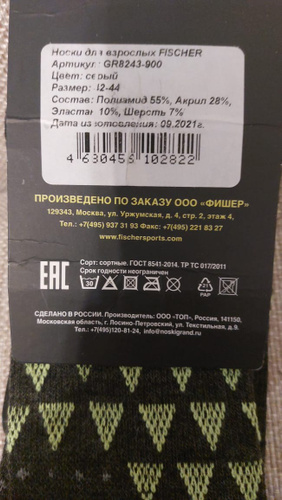 Носки для взрослых FISCHER
Артикул: GR8243-900
Цвет: серый
Размер: 42-44
Состав: Полиамид 55%, Акрил 28%,
Эластан 10%, Шерсть 7%
Дата изготовления: 09.2021г.
4 630456 102822
ПРОИЗВЕДЕНО ПО ЗАКАЗУ ООО «ФИШЕР»
129343, Москва, ул. Уржумская, д. 4, стр. 2, этаж 4,
Тел.: +7(495) 937 31 93 Факс: +7(495) 221 83 27
www.fischersports.com
EAC
Сорт: сортные. ГОСТ 8541-2014. ТР ТС 017/2011
Срок годности неограничен
30
21
PAP
СДЕЛАНО В РОССИИ. Производитель: ООО «ТОП», Россия, 141150,
Московская область, г. Лосино-Петровский, ул. Текстильная, д.9.
Тел.: +7(495)120-81-24, email: info@noskigrand.com